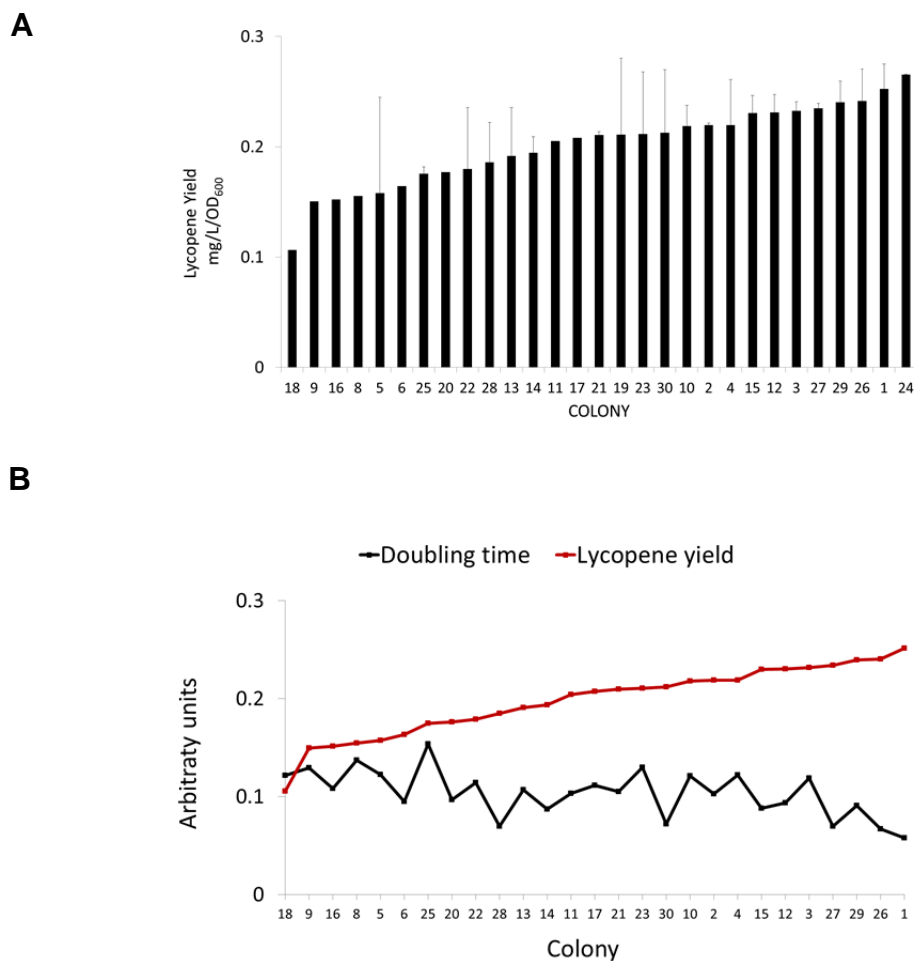 A
0.3
0.2
0.1
0
Lycopene Yield
mg/L/OD600
18 9 16 8 5 6 25 20 22 28 13 14 11 17 21 19 23 30 10 2 4 15 12 3 27 29 26 1 24
COLONY
B
Doubling time Lycopene yield
0.3
0.2
0.1
0
Arbitraty units
18 9 16 8 5 6 25 20 22 28 13 14 11 17 21 23 30 10 2 4 15 12 3 27 29 26 1
Colony